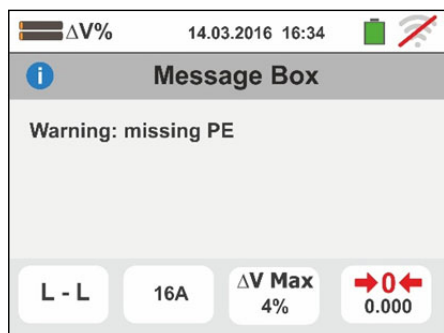 ΔV% 14.03.2016 16:34
i Message Box
Warning: missing PE
L - L 16A ΔV Max 4% →0← 0.000